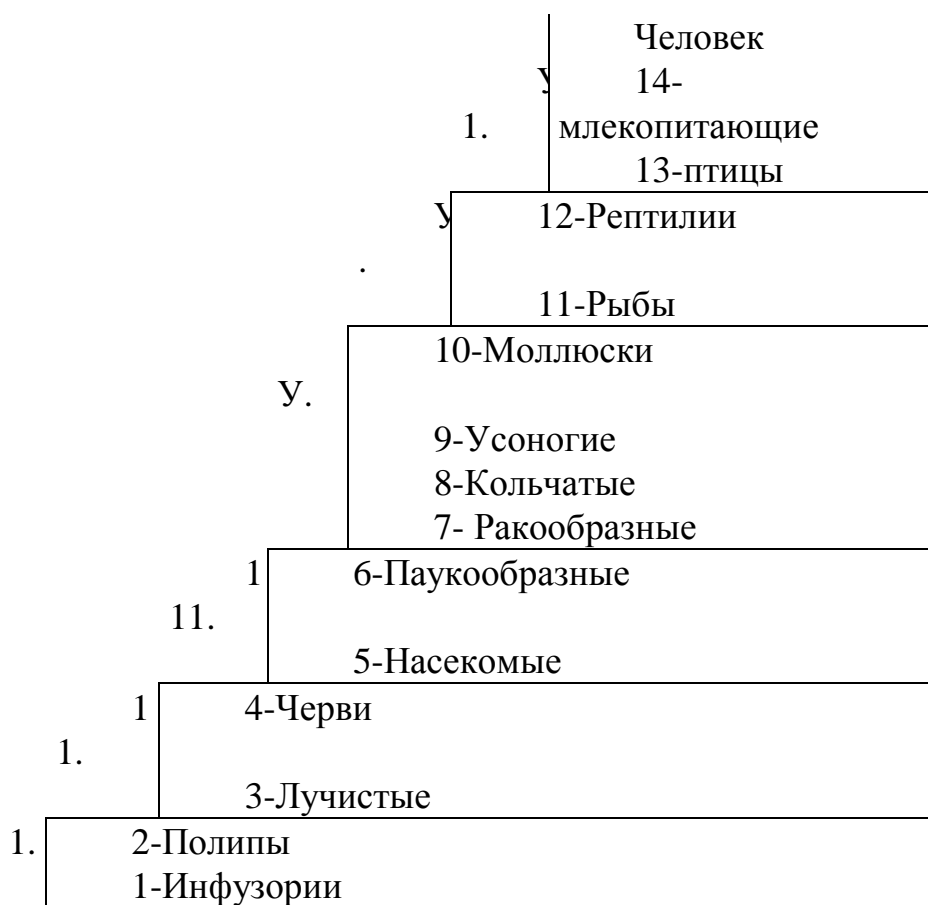 Человек
У 14-
1. млекопитающие
13-птицы
У 12-Рептилии
.
11-Рыбы
10-Моллюски
У.
9-Усоногие
8-Кольчатые
7- Ракообразные
1 6-Паукообразные
11.
5-Насекомые
1 4-Черви
1.
3-Лучистые
1. 2-Полипы
1-Инфузории